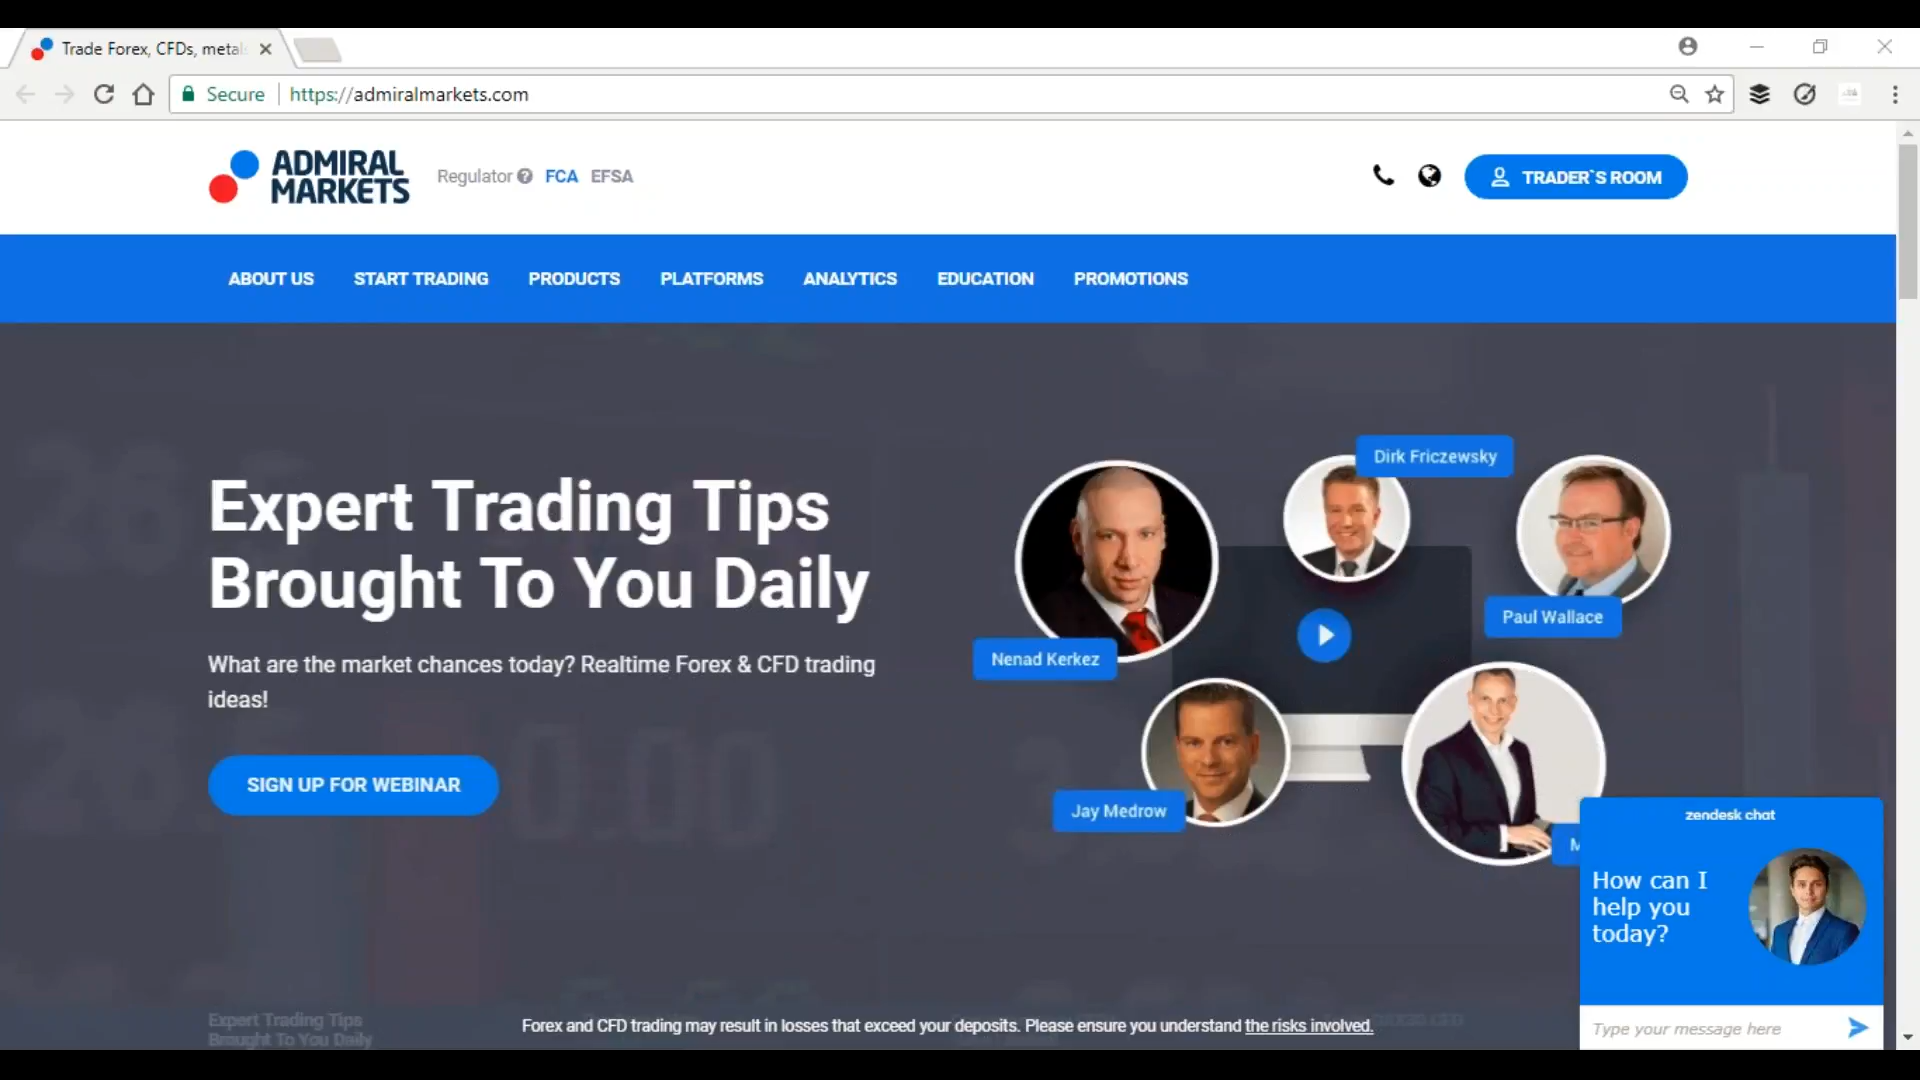 Trade Forex, CFDs, metal
Secure
https://admiralmarkets.com
ADMIRAL
MARKETS
Regulator ? FCA EFSA
TRADER`S ROOM
ABOUT US START TRADING PRODUCTS PLATFORMS ANALYTICS EDUCATION PROMOTIONS
Expert Trading Tips
Brought To You Daily
What are the market chances today? Realtime Forex & CFD trading
ideas!
SIGN UP FOR WEBINAR
Dirk Friczewsky
Paul Wallace
Nenad Kerkez
Jay Medrow
M
zendesk chat
How can I
help you
today?
Type your message here
Expert Trading Tips
Brought To You Daily
Forex and CFD trading may result in losses that exceed your deposits. Please ensure you understand the risks involved.